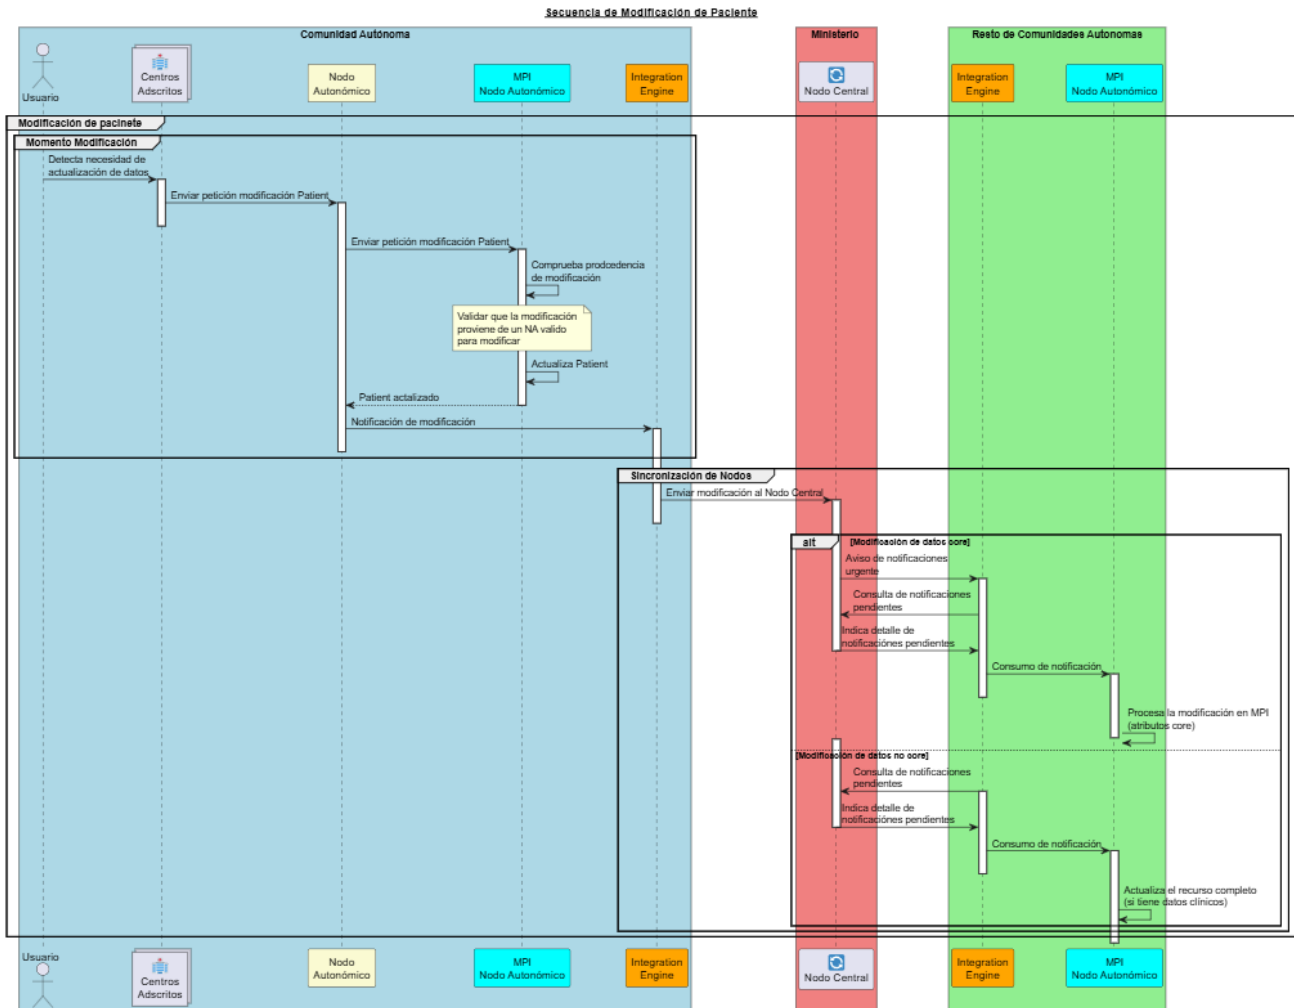 Secuencia de Modificación de Paciente
Comunidad Autónoma
Ministerio
Resto de Comunidades Autonomas
Usuario
Centros
Adscritos
Nodo
Autonómico
MPI
Nodo Autonómico
Integration
Engine
Nodo Central
Integration
Engine
MPI
Nodo Autonómico
Modificación de pacinete
Momento Modificación
Detecta necesidad de
actualización de datos
Enviar petición modificación Patient
Enviar petición modificación Patient
Comprueba prodcedencia
de modificación
Validar que la modificación
proviene de un NA valido
para modificar
Actualiza Patient
Patient actalizado
Notificación de modificación
Sincronización de Nodos
Enviar modificación al Nodo Central
alt
[Modificación de datos core]
Aviso de notificaciones
urgente
Consulta de notificaciones
pendientes
Indica detalle de
notificaciónes pendientes
Consumo de notificación
Procesa la modificación en MPI
(atributos core)
[Modificación de datos no core]
Consulta de notificaciones
pendientes
Indica detalle de
notificaciónes pendientes
Consumo de notificación
Actualiza el recurso completo
(si tiene datos clínicos)
Usuario
Centros
Adscritos
Nodo
Autonómico
MPI
Nodo Autonómico
Integration
Engine
Nodo Central
Integration
Engine
MPI
Nodo Autonómico